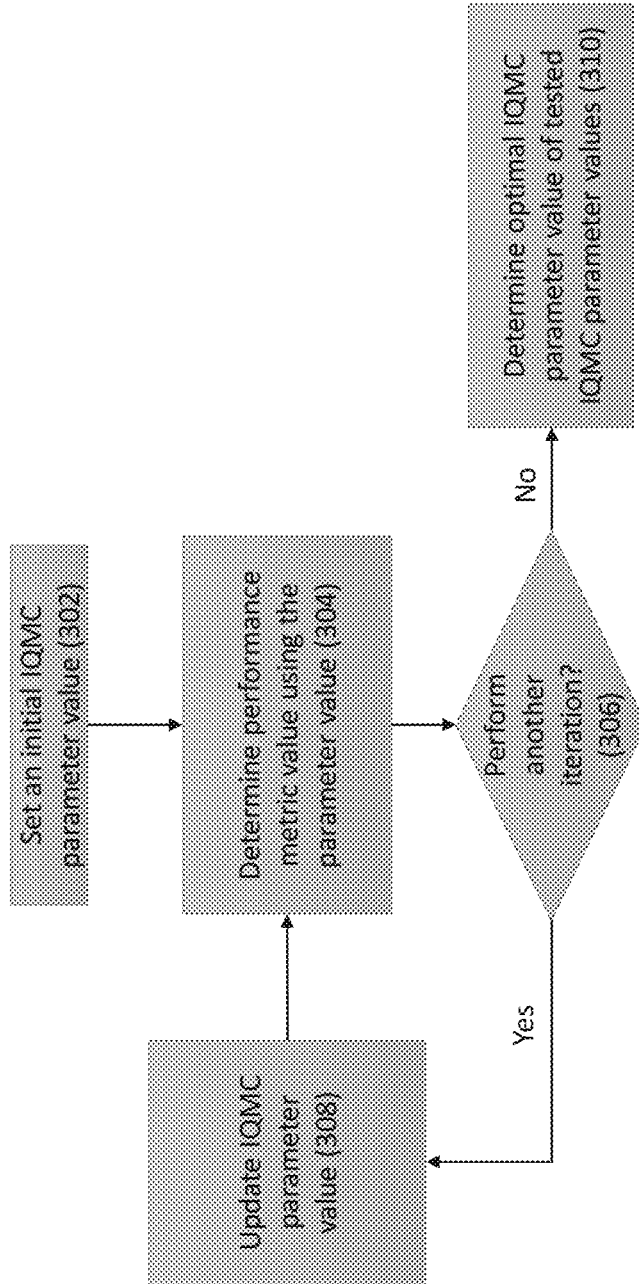 Set an initial IQMC
parameter value (302)
Update IQMC
parameter
value (308)
Determine performance
metric value using the
parameter value (304)
Yes
Perform
another
iteration?
(306)
No
Determine optimal IQMC
parameter value of tested
IQMC parameter values (310)